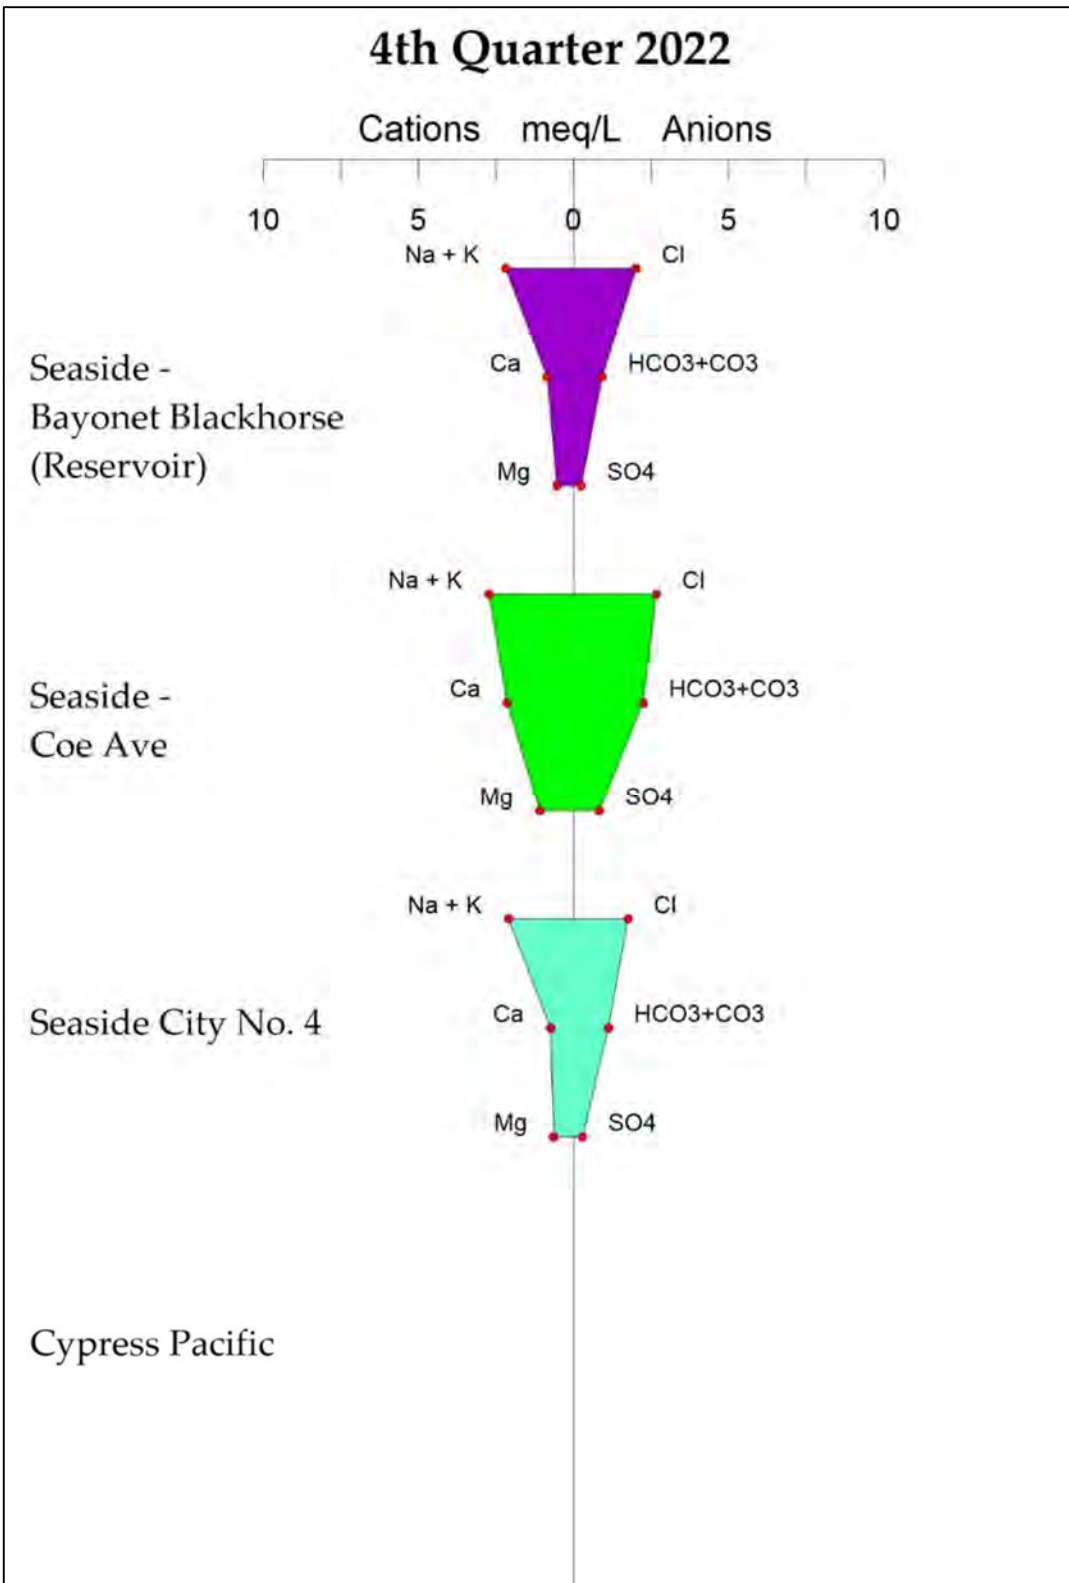 4th Quarter 2022
Cations meq/L Anions
10 5 0 5 10
Na + K Cl
Ca HCO3+CO3
Mg SO4
Seaside -
Bayonet Blackhorse
(Reservoir)
Na + K Cl
Ca HCO3+CO3
Mg SO4
Seaside -
Coe Ave
Na + K Cl
Ca HCO3+CO3
Mg SO4
Seaside City No. 4
Cypress Pacific